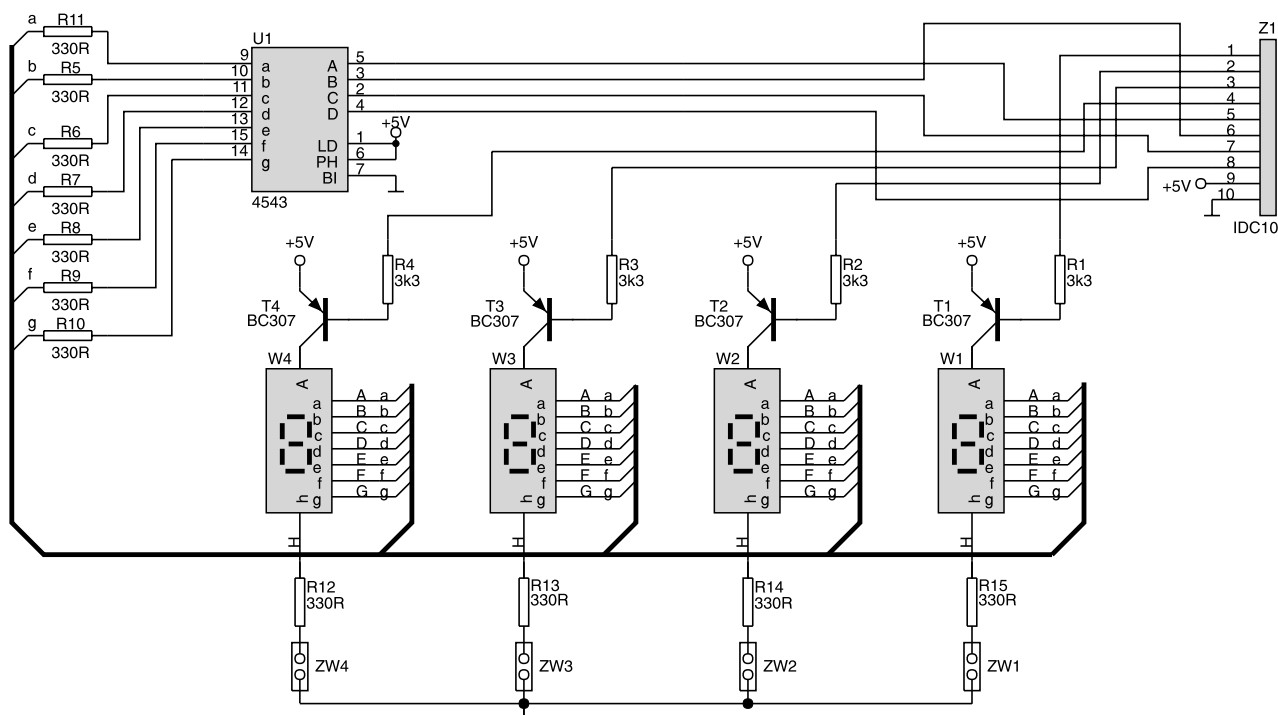 a R11 330R
b R5 330R
c R6 330R
d R7 330R
e R8 330R
f R9 330R
g R10 330R
U1
9 a A 5
10 b B 3
11 c C 2
12 d D 4
13 e
15 f LD 1
14 g PH 6
BI 7
4543
+5V
Z1
1
2
3
4
5
6
7
8
+5V 9
10
IDC10
+5V
R4 3k3
T4 BC307
+5V
R3 3k3
T3 BC307
+5V
R2 3k3
T2 BC307
+5V
R1 3k3
T1 BC307
W4
A
a A a
b B b
c C c
d D d
e E e
f F f
h g G g
H
W3
A
a A a
b B b
c C c
d D d
e E e
f F f
h g G g
H
W2
A
a A a
b B b
c C c
d D d
e E e
f F f
h g G g
H
W1
A
a A a
b B b
c C c
d D d
e E e
f F f
h g G g
H
R12 330R
R13 330R
R14 330R
R15 330R
ZW4
ZW3
ZW2
ZW1